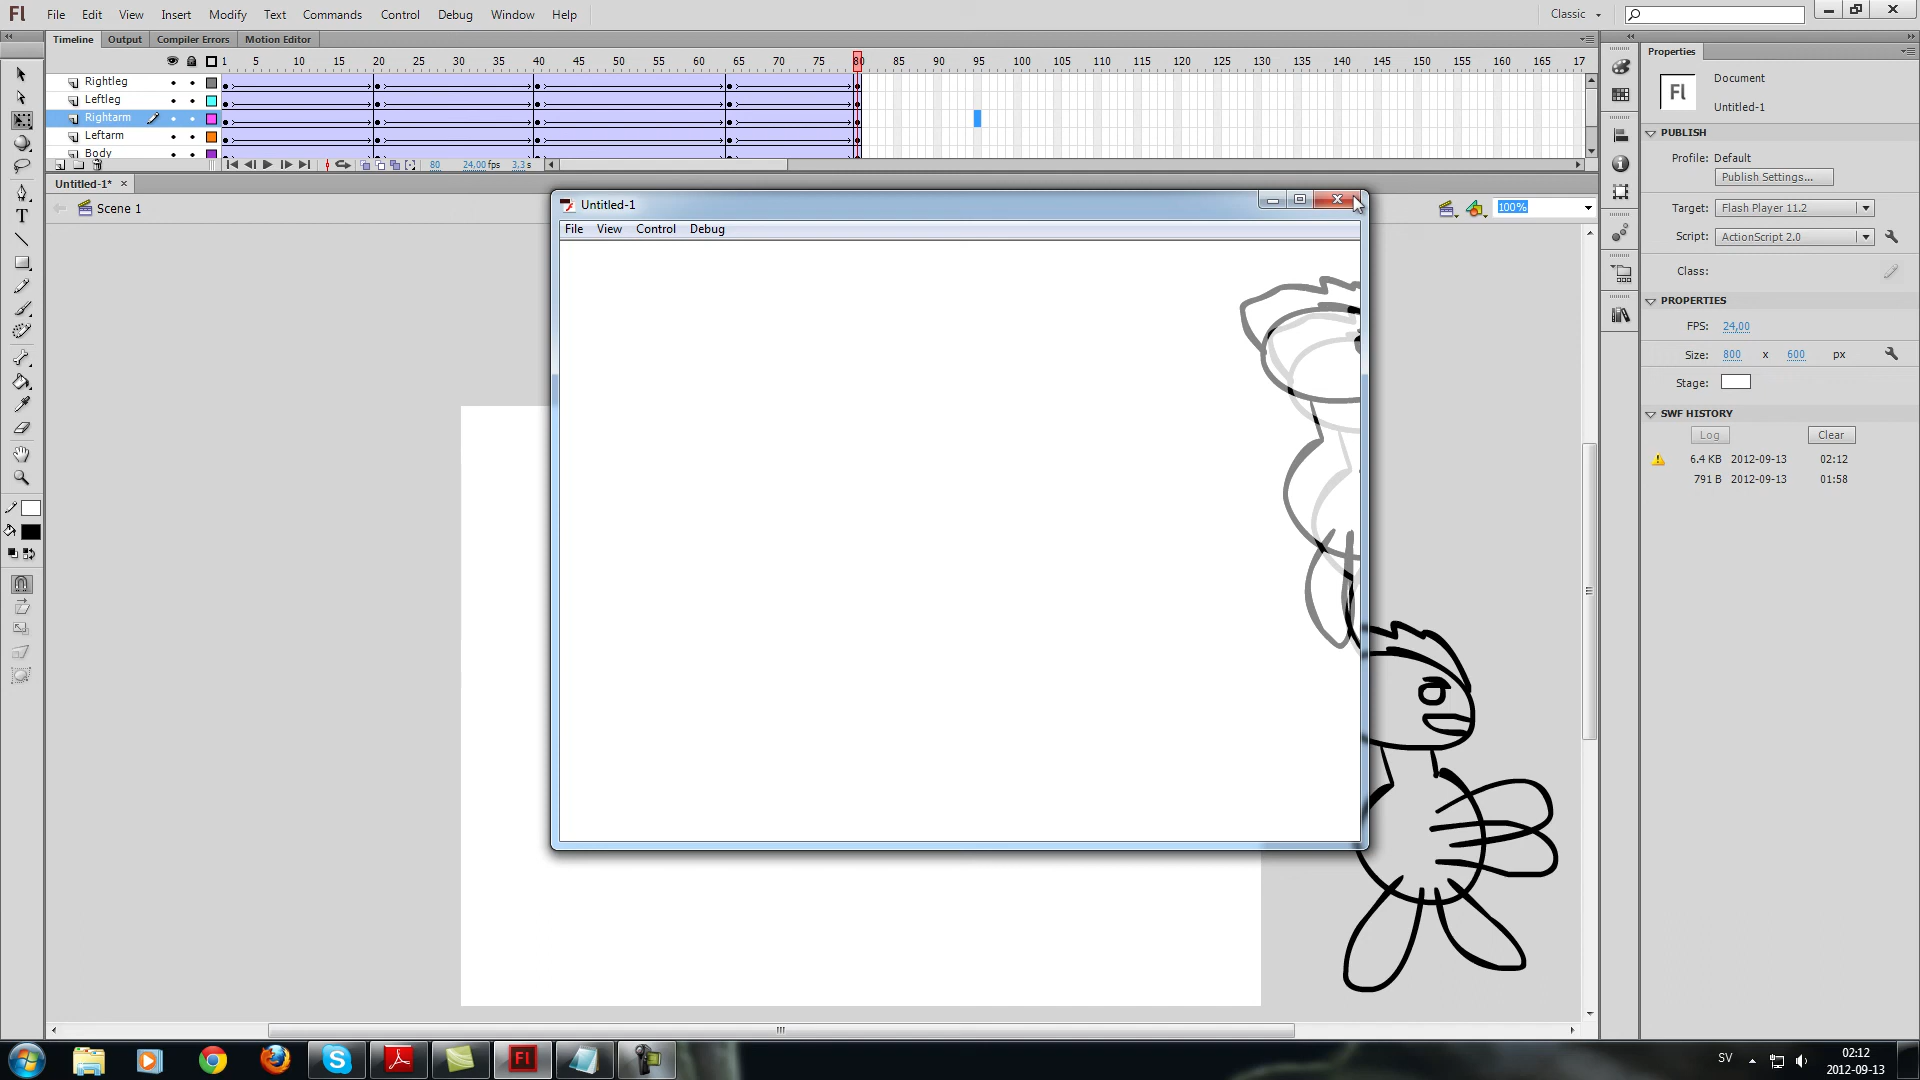 Fl File Edit View Insert Modify Text Commands Control Debug Window Help Classic
Timeline Output Compiler Errors Motion Editor Properties
1 5 10 15 20 25 30 35 40 45 50 55 60 65 70 75 80 85 90 95 100 105 110 115 120 125 130 135 140 145 150 155 160 165 17
Rightleg
Leftleg
Rightarm
Leftarm
Body
80 24,00 fps 3,3 s
Untitled-1*
Scene 1
100%
Untitled-1
File View Control Debug
Fl
Document
Untitled-1
PUBLISH
Profile: Default
Publish Settings...
Target: Flash Player 11.2
Script: ActionScript 2.0
Class:
PROPERTIES
FPS: 24,00
Size: 800 x 600 px
Stage:
SWF HISTORY
Log Clear
6.4 KB 2012-09-13 02:12
791 B 2012-09-13 01:58
T
Fl
SV
02:12
2012-09-13